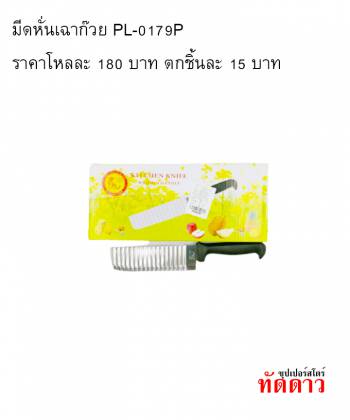 มีดหั่นเฉาก๊วย PL-0179P
ราคาโหลละ 180 บาท ตกชิ้นละ 15 บาท
KITCHEN KNIFE
ซุปเปอร์สโตร์
ทัดดาว